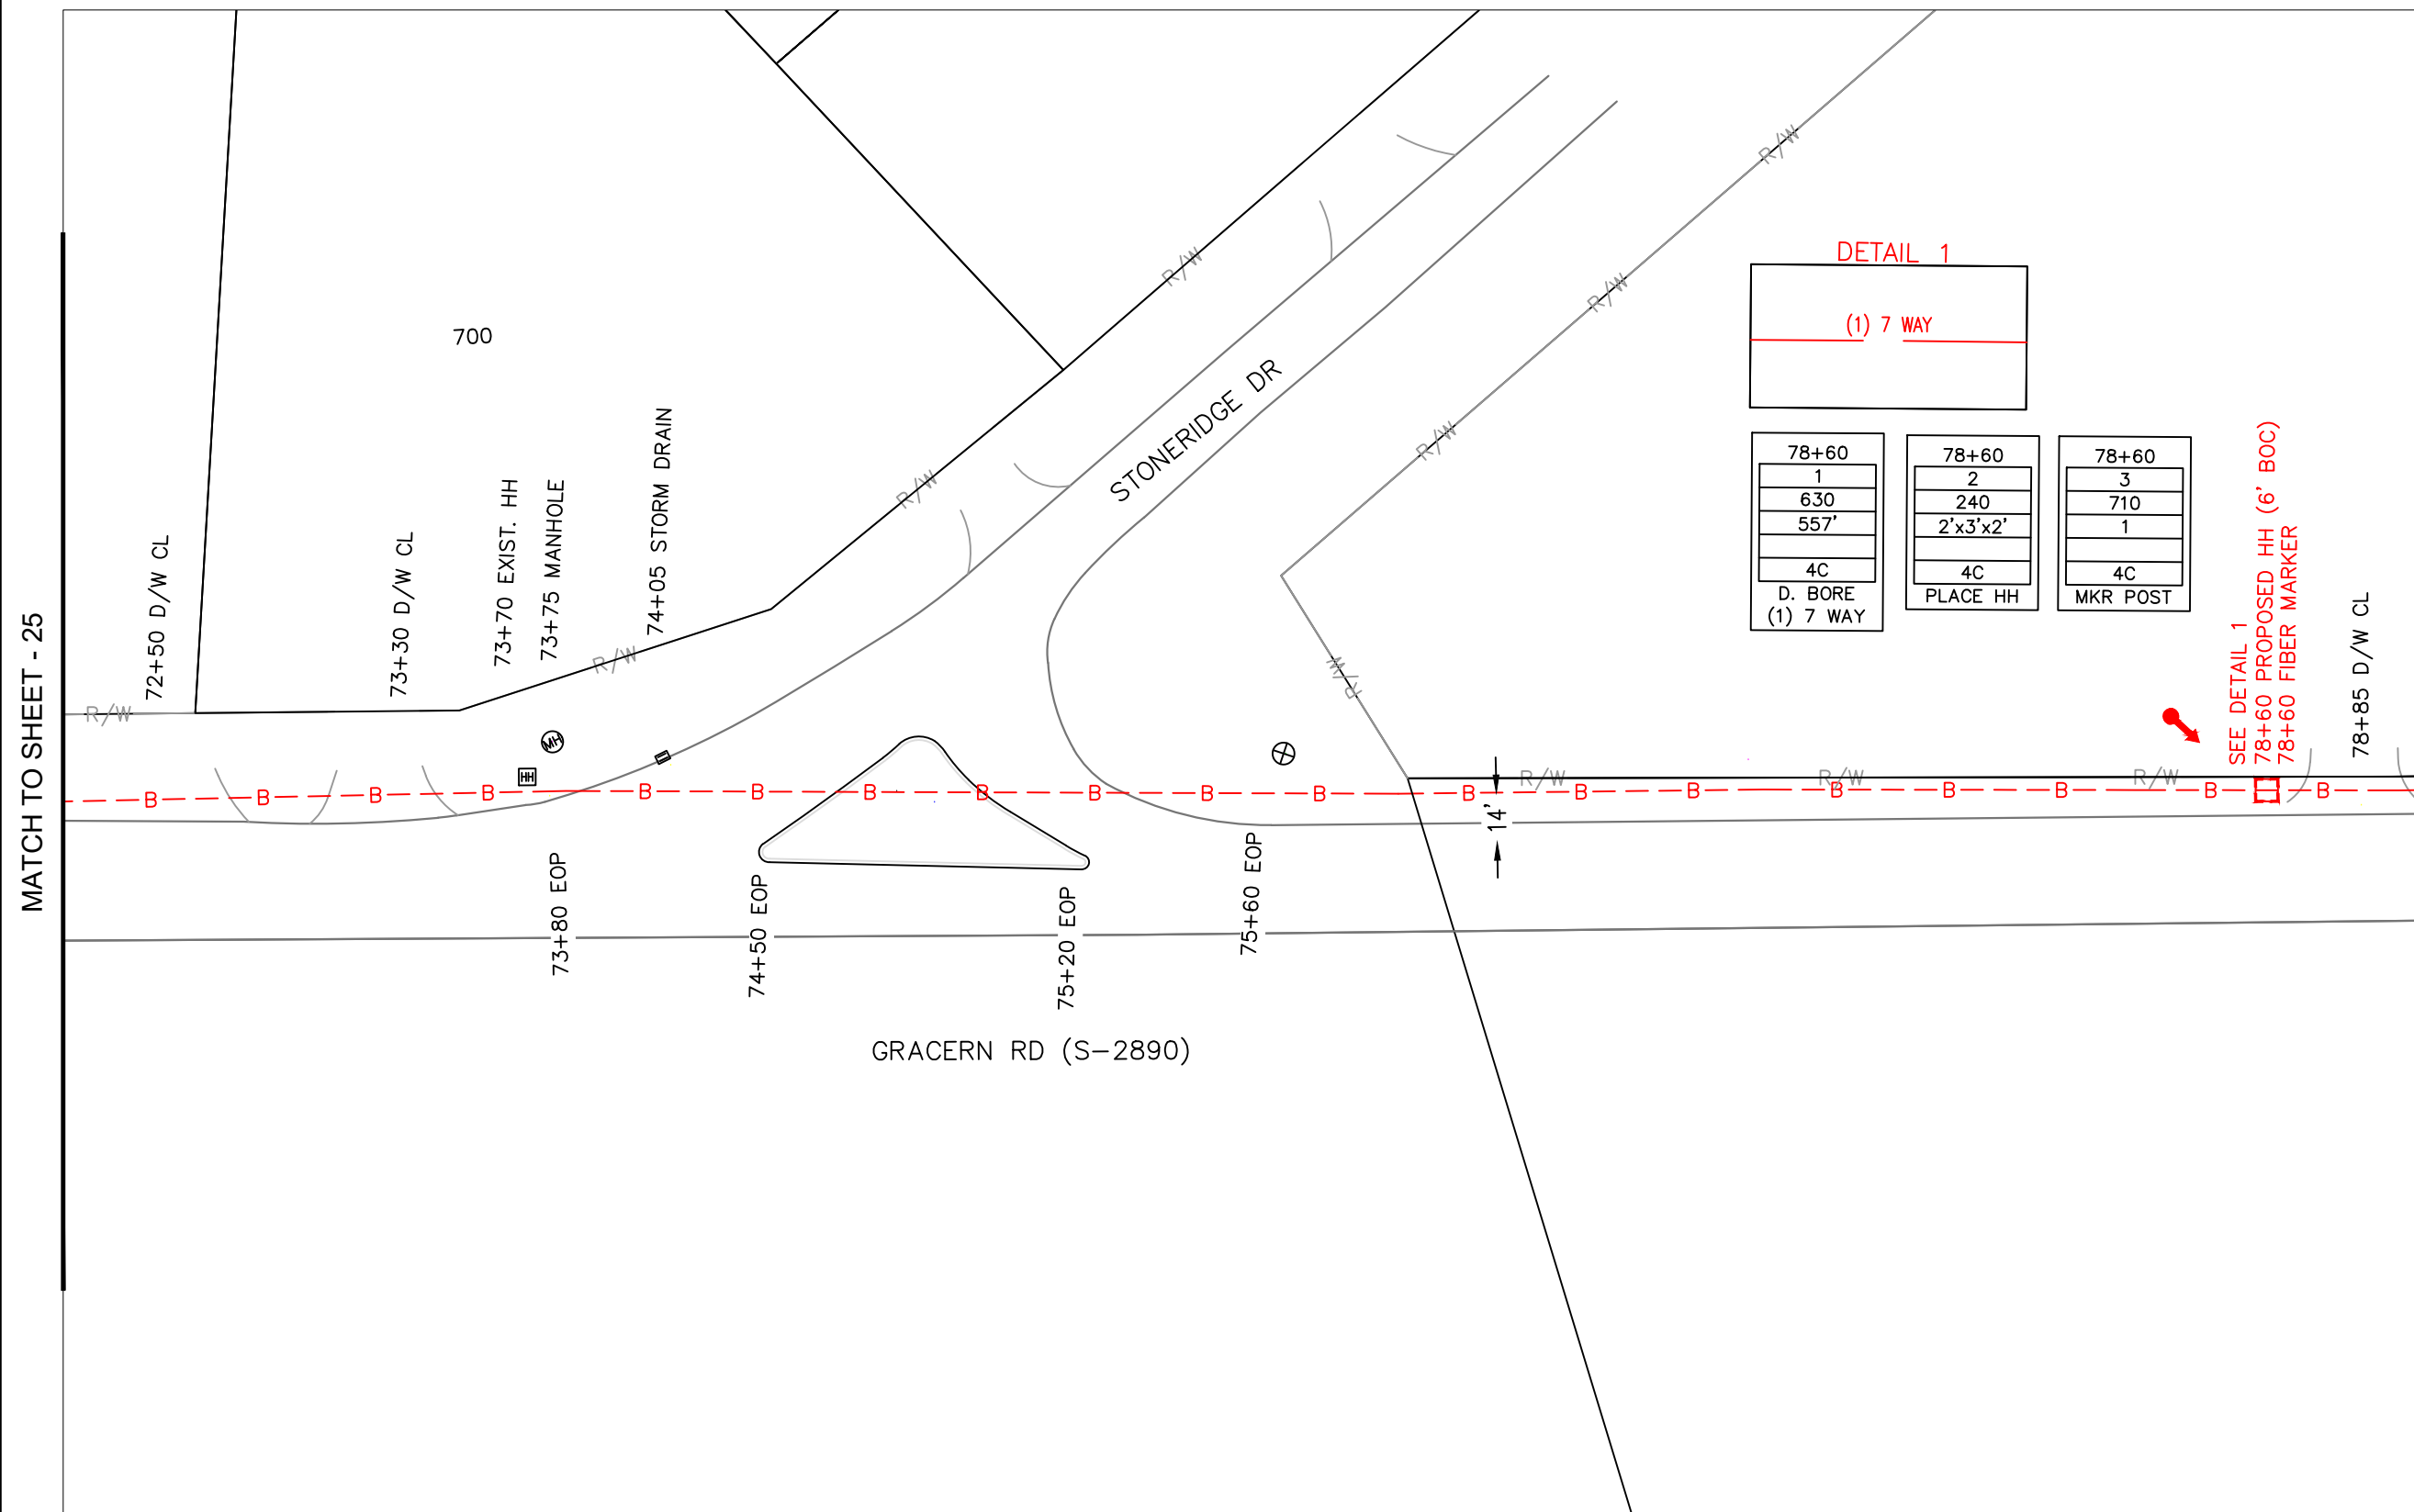 MATCH TO SHEET - 25
700
72+50 D/W CL
73+30 D/W CL
73+70 EXIST. HH
73+75 MANHOLE
74+05 STORM DRAIN
R/W
R/W
R/W
R/W
R/W
R/W
R/W
R/W
R/W
R/W
R/W
STONERIDGE DR
DETAIL 1
(1) 7 WAY
78+60
1
630
557'
4C
D. BORE
(1) 7 WAY
78+60
2
240
2'x3'x2'
4C
PLACE HH
78+60
3
710
1
4C
MKR POST
SEE DETAIL 1
78+60 PROPOSED HH (6' BOC)
78+60 FIBER MARKER
78+85 D/W CL
MH
HH
B B B B B B B B B B B B B B B B B B B B
14'
73+80 EOP
74+50 EOP
75+20 EOP
75+60 EOP
GRACERN RD (S-2890)